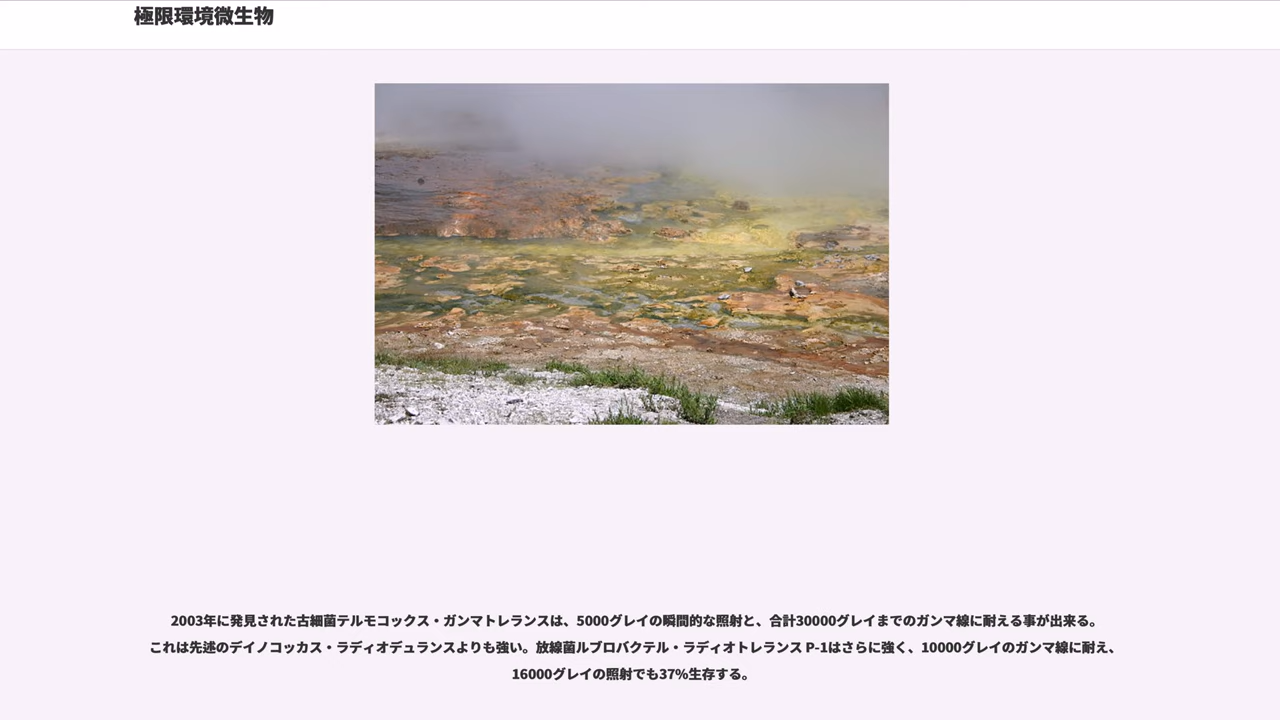 極限環境微生物
2003年に発見された古細菌テルモコックス・ガンマトレランスは、5000グレイの瞬間的な照射と、合計30000グレイまでのガンマ線に耐える事が出来る。
これは先述のデイノコッカス・ラディオデュランスよりも強い。放線菌ルブロバクテル・ラディオトレランス P-1はさらに強く、10000グレイのガンマ線に耐え、
16000グレイの照射でも37%生存する。